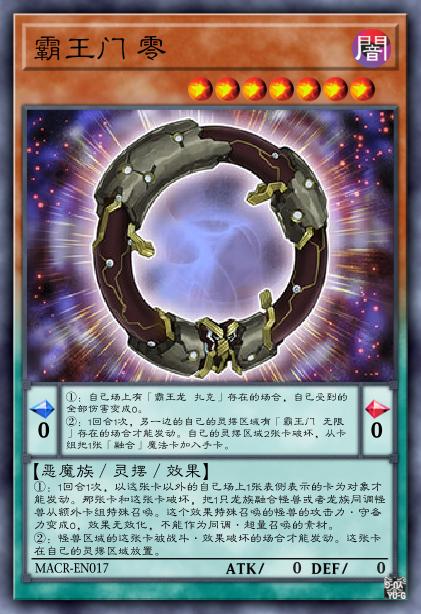 霸王门 零
闇
①：自己场上有「霸王龙 扎克」存在的场合，自己受到的
全部伤害变成0。
②：1回合1次，另一边的自己的灵摆区域有「霸王门 无限
」存在的场合才能发动。自己的灵摆区域2张卡破坏，从卡
组把1张「融合」魔法卡加入手卡。
0
0
【恶魔族／灵摆／效果】
①：1回合1次，以这张卡以外的自己场上1张表侧表示的卡为对象才
能发动。那张卡和这张卡破坏，把1只龙族融合怪兽或者龙族同调怪
兽从额外卡组特殊召唤。这个效果特殊召唤的怪兽的攻击力·守备
力变成0，效果无效化，不能作为同调·超量召唤的素材。
②：怪兽区域的这张卡被战斗·效果破坏的场合才能发动。这张卡
在自己的灵摆区域放置。
MACR-EN017
ATK/ 0 DEF/ 0